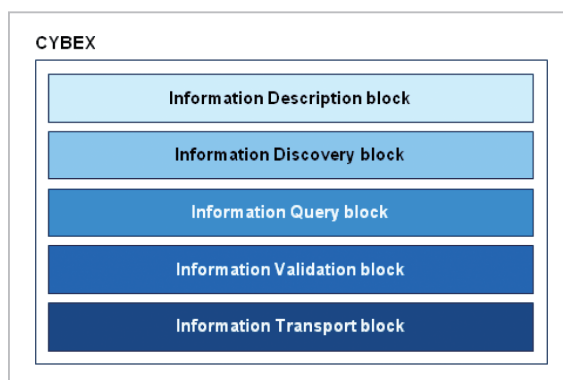 CYBEX
Information Description block
Information Discovery block
Information Query block
Information Validation block
Information Transport block